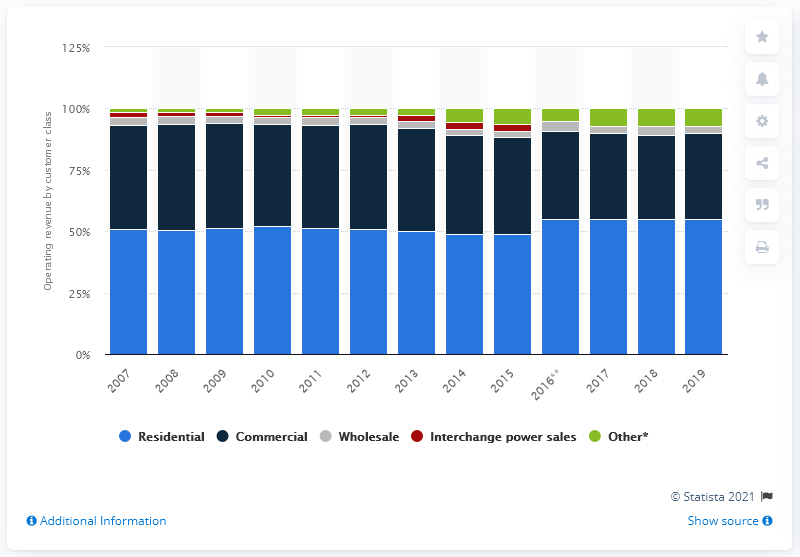 125%
100%
75%
50%
25%
0%
Operating revenue by customer class
2007
2008
2009
2010
2011
2012
2013
2014
2015
2016**
2017
2018
2019
Residential
Commercial
Wholesale
Interchange power sales
Other*
© Statista 2021
Additional Information
Show source